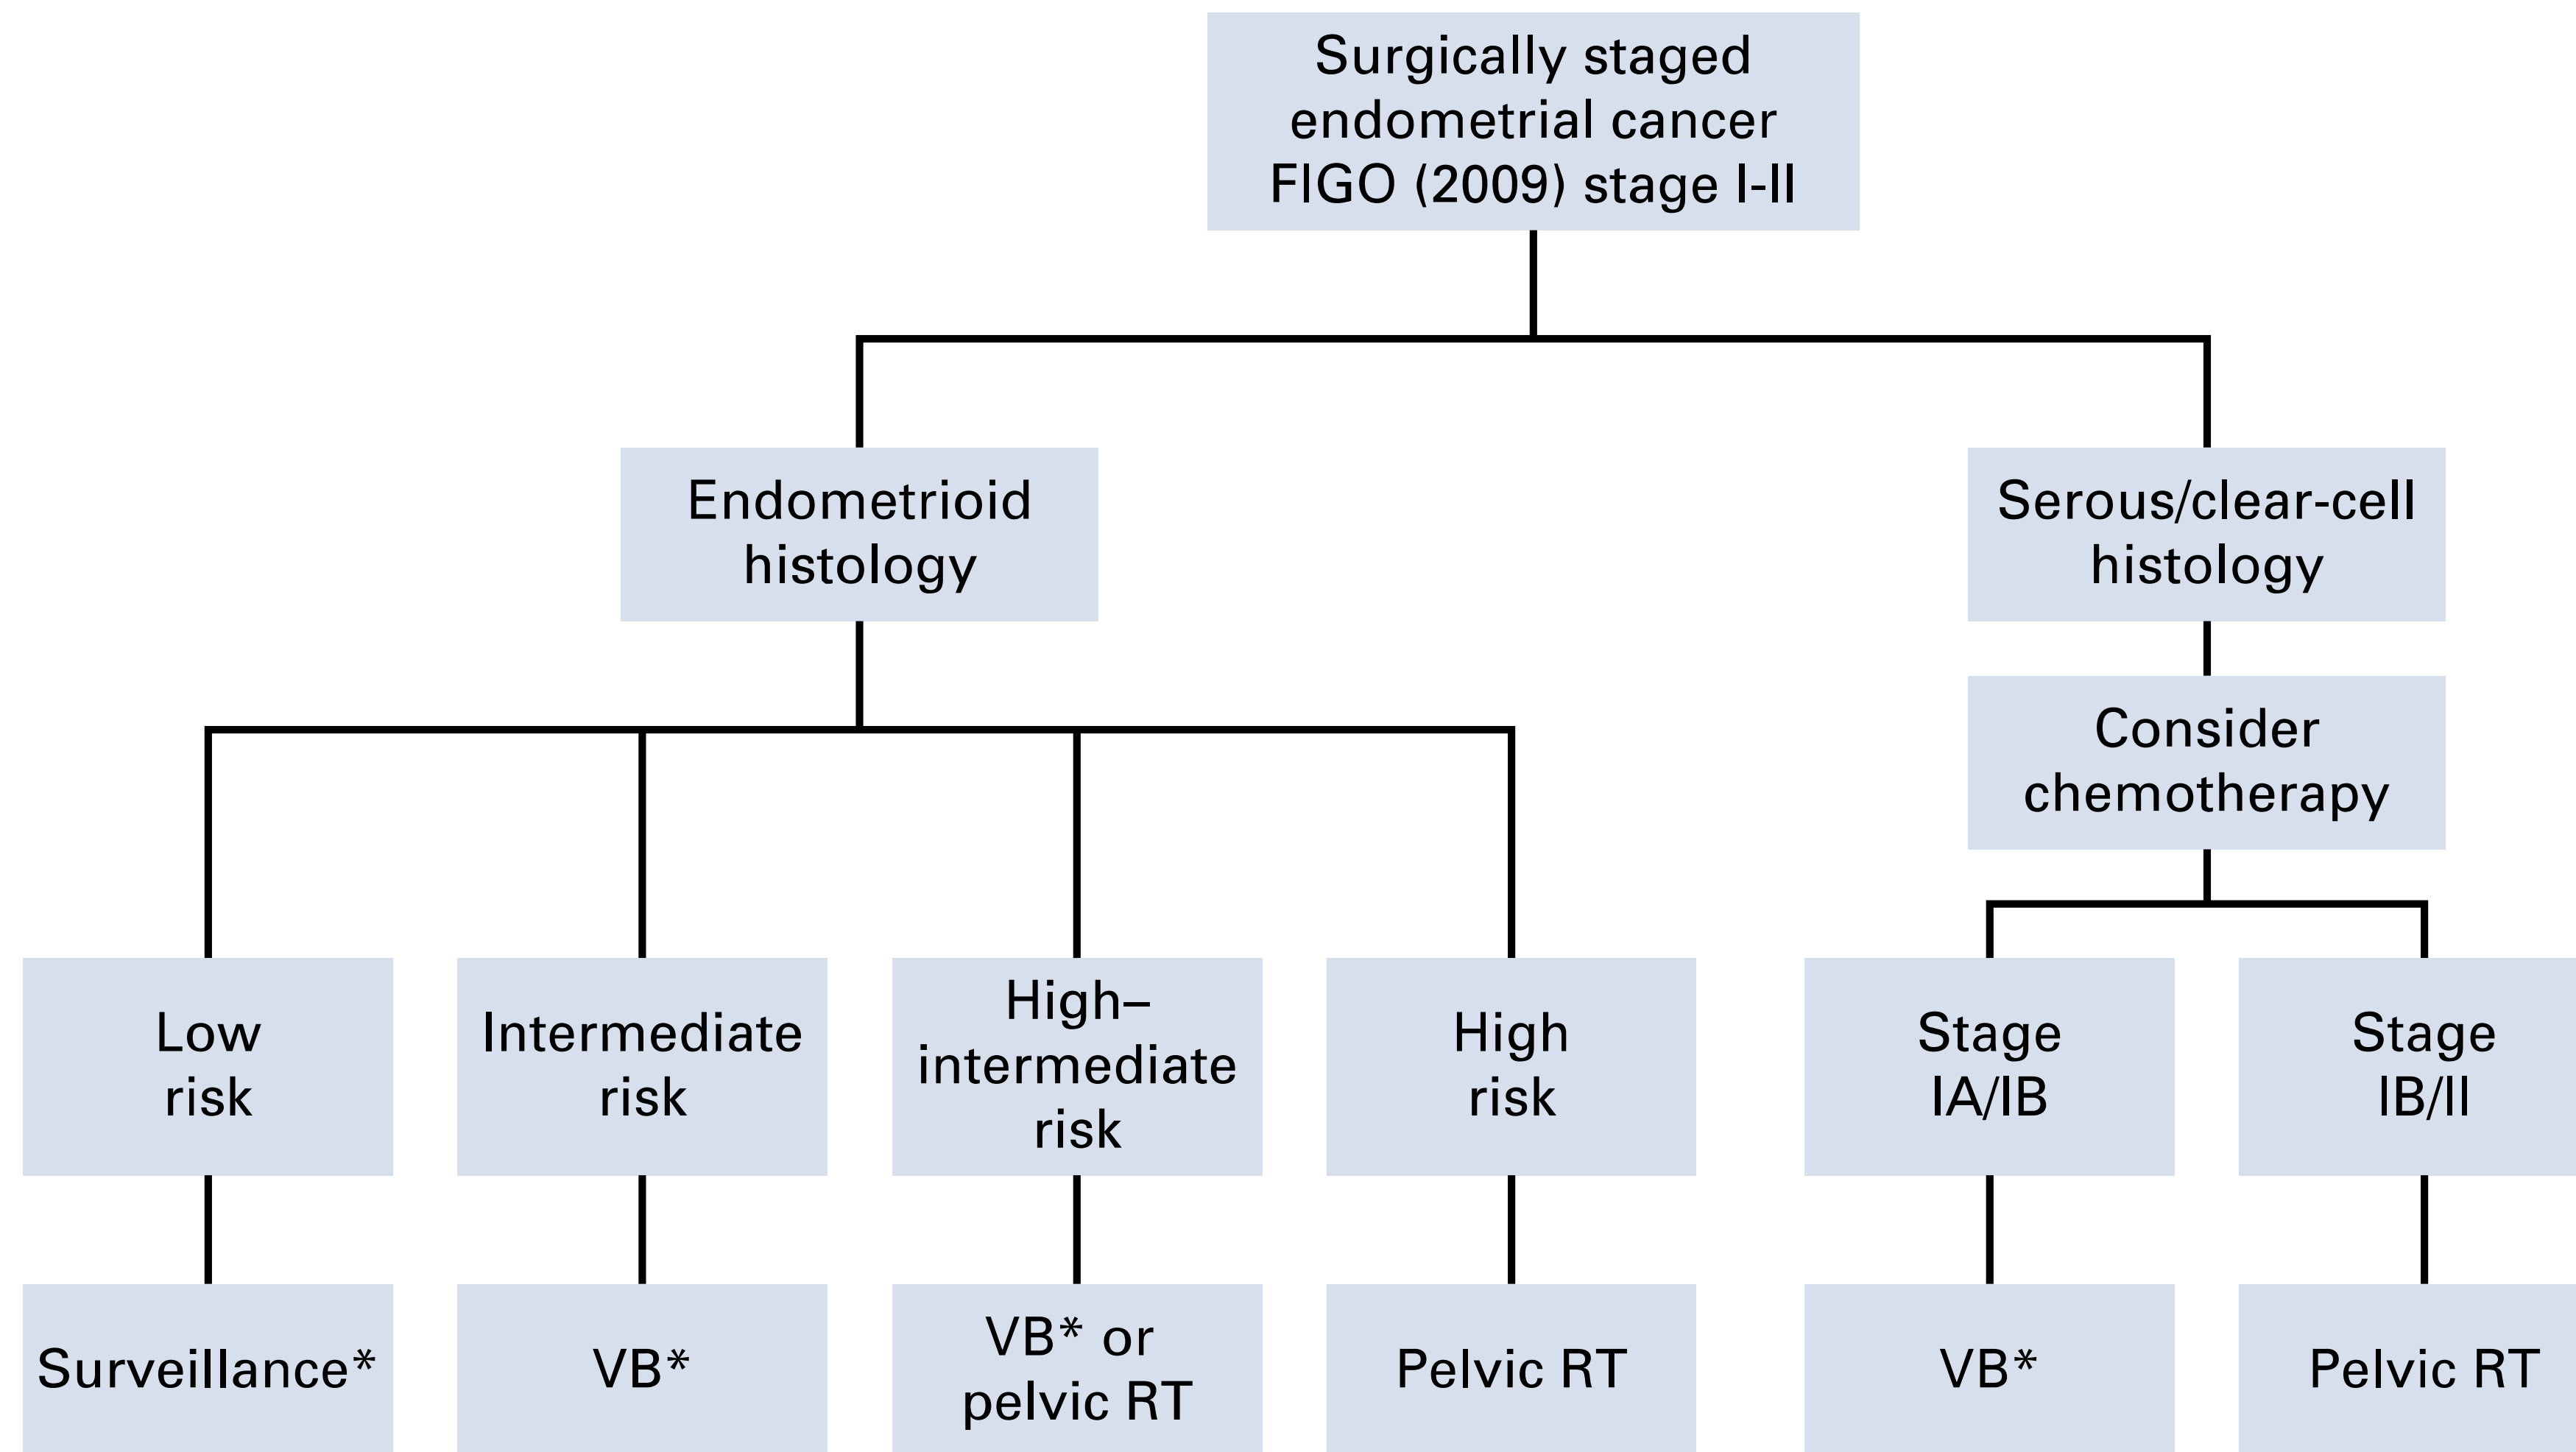 Surgically staged
endometrial cancer
FIGO (2009) stage I-II
Endometrioid
histology
Serous/clear-cell
histology
Consider
chemotherapy
Low
risk
Intermediate
risk
High–
intermediate
risk
High
risk
Stage
IA/IB
Stage
IB/II
Surveillance*
VB*
VB* or
pelvic RT
Pelvic RT
VB*
Pelvic RT